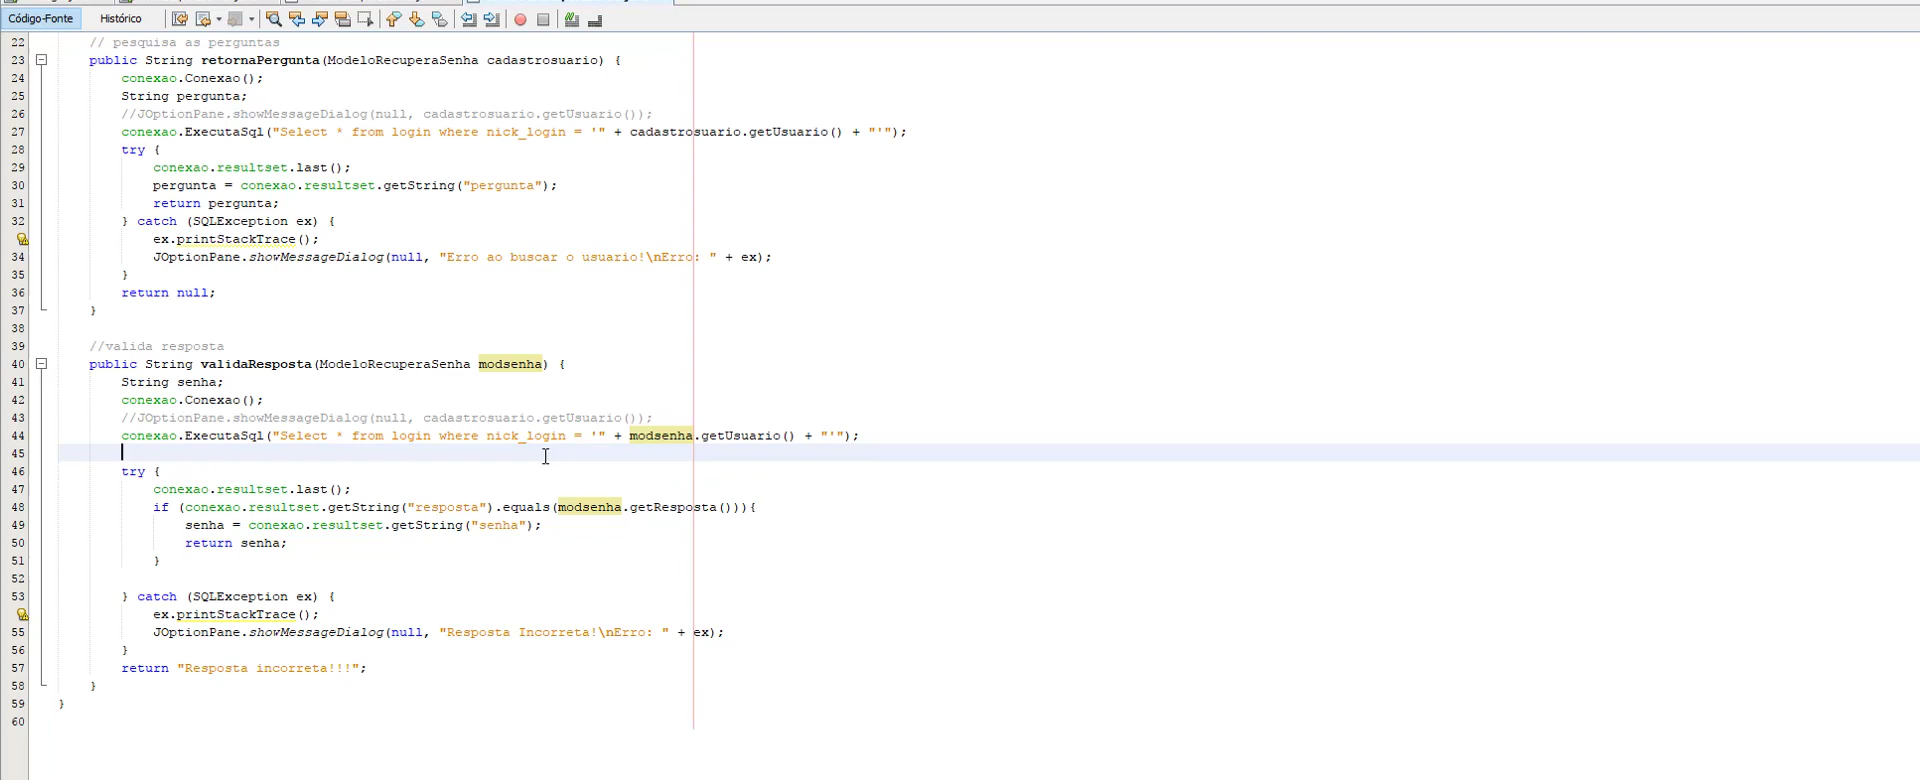 Código-Fonte Histórico
22 // pesquisa as perguntas
23 public String retornaPergunta(ModeloRecuperaSenha cadastrosuario) {
24 conexao.Conexao();
25 String pergunta;
26 //JOptionPane.showMessageDialog(null, cadastrosuario.getUsuario());
27 conexao.ExecutaSql("Select * from login where nick_login = '" + cadastrosuario.getUsuario() + "'");
28 try {
29 conexao.resultset.last();
30 pergunta = conexao.resultset.getString("pergunta");
31 return pergunta;
32 } catch (SQLException ex) {
ex.printStackTrace();
34 JOptionPane.showMessageDialog(null, "Erro ao buscar o usuario!\nErro: " + ex);
35 }
36 return null;
37 }
38
39 //valida resposta
40 public String validaResposta(ModeloRecuperaSenha modsenha) {
41 String senha;
42 conexao.Conexao();
43 //JOptionPane.showMessageDialog(null, cadastrosuario.getUsuario());
44 conexao.ExecutaSql("Select * from login where nick_login = '" + modsenha.getUsuario() + "'");
45
46 try {
47 conexao.resultset.last();
48 if (conexao.resultset.getString("resposta").equals(modsenha.getResposta())){
49 senha = conexao.resultset.getString("senha");
50 return senha;
51 }
52
53 } catch (SQLException ex) {
ex.printStackTrace();
55 JOptionPane.showMessageDialog(null, "Resposta Incorreta!\nErro: " + ex);
56 }
57 return "Resposta incorreta!!!";
58 }
59 }
60